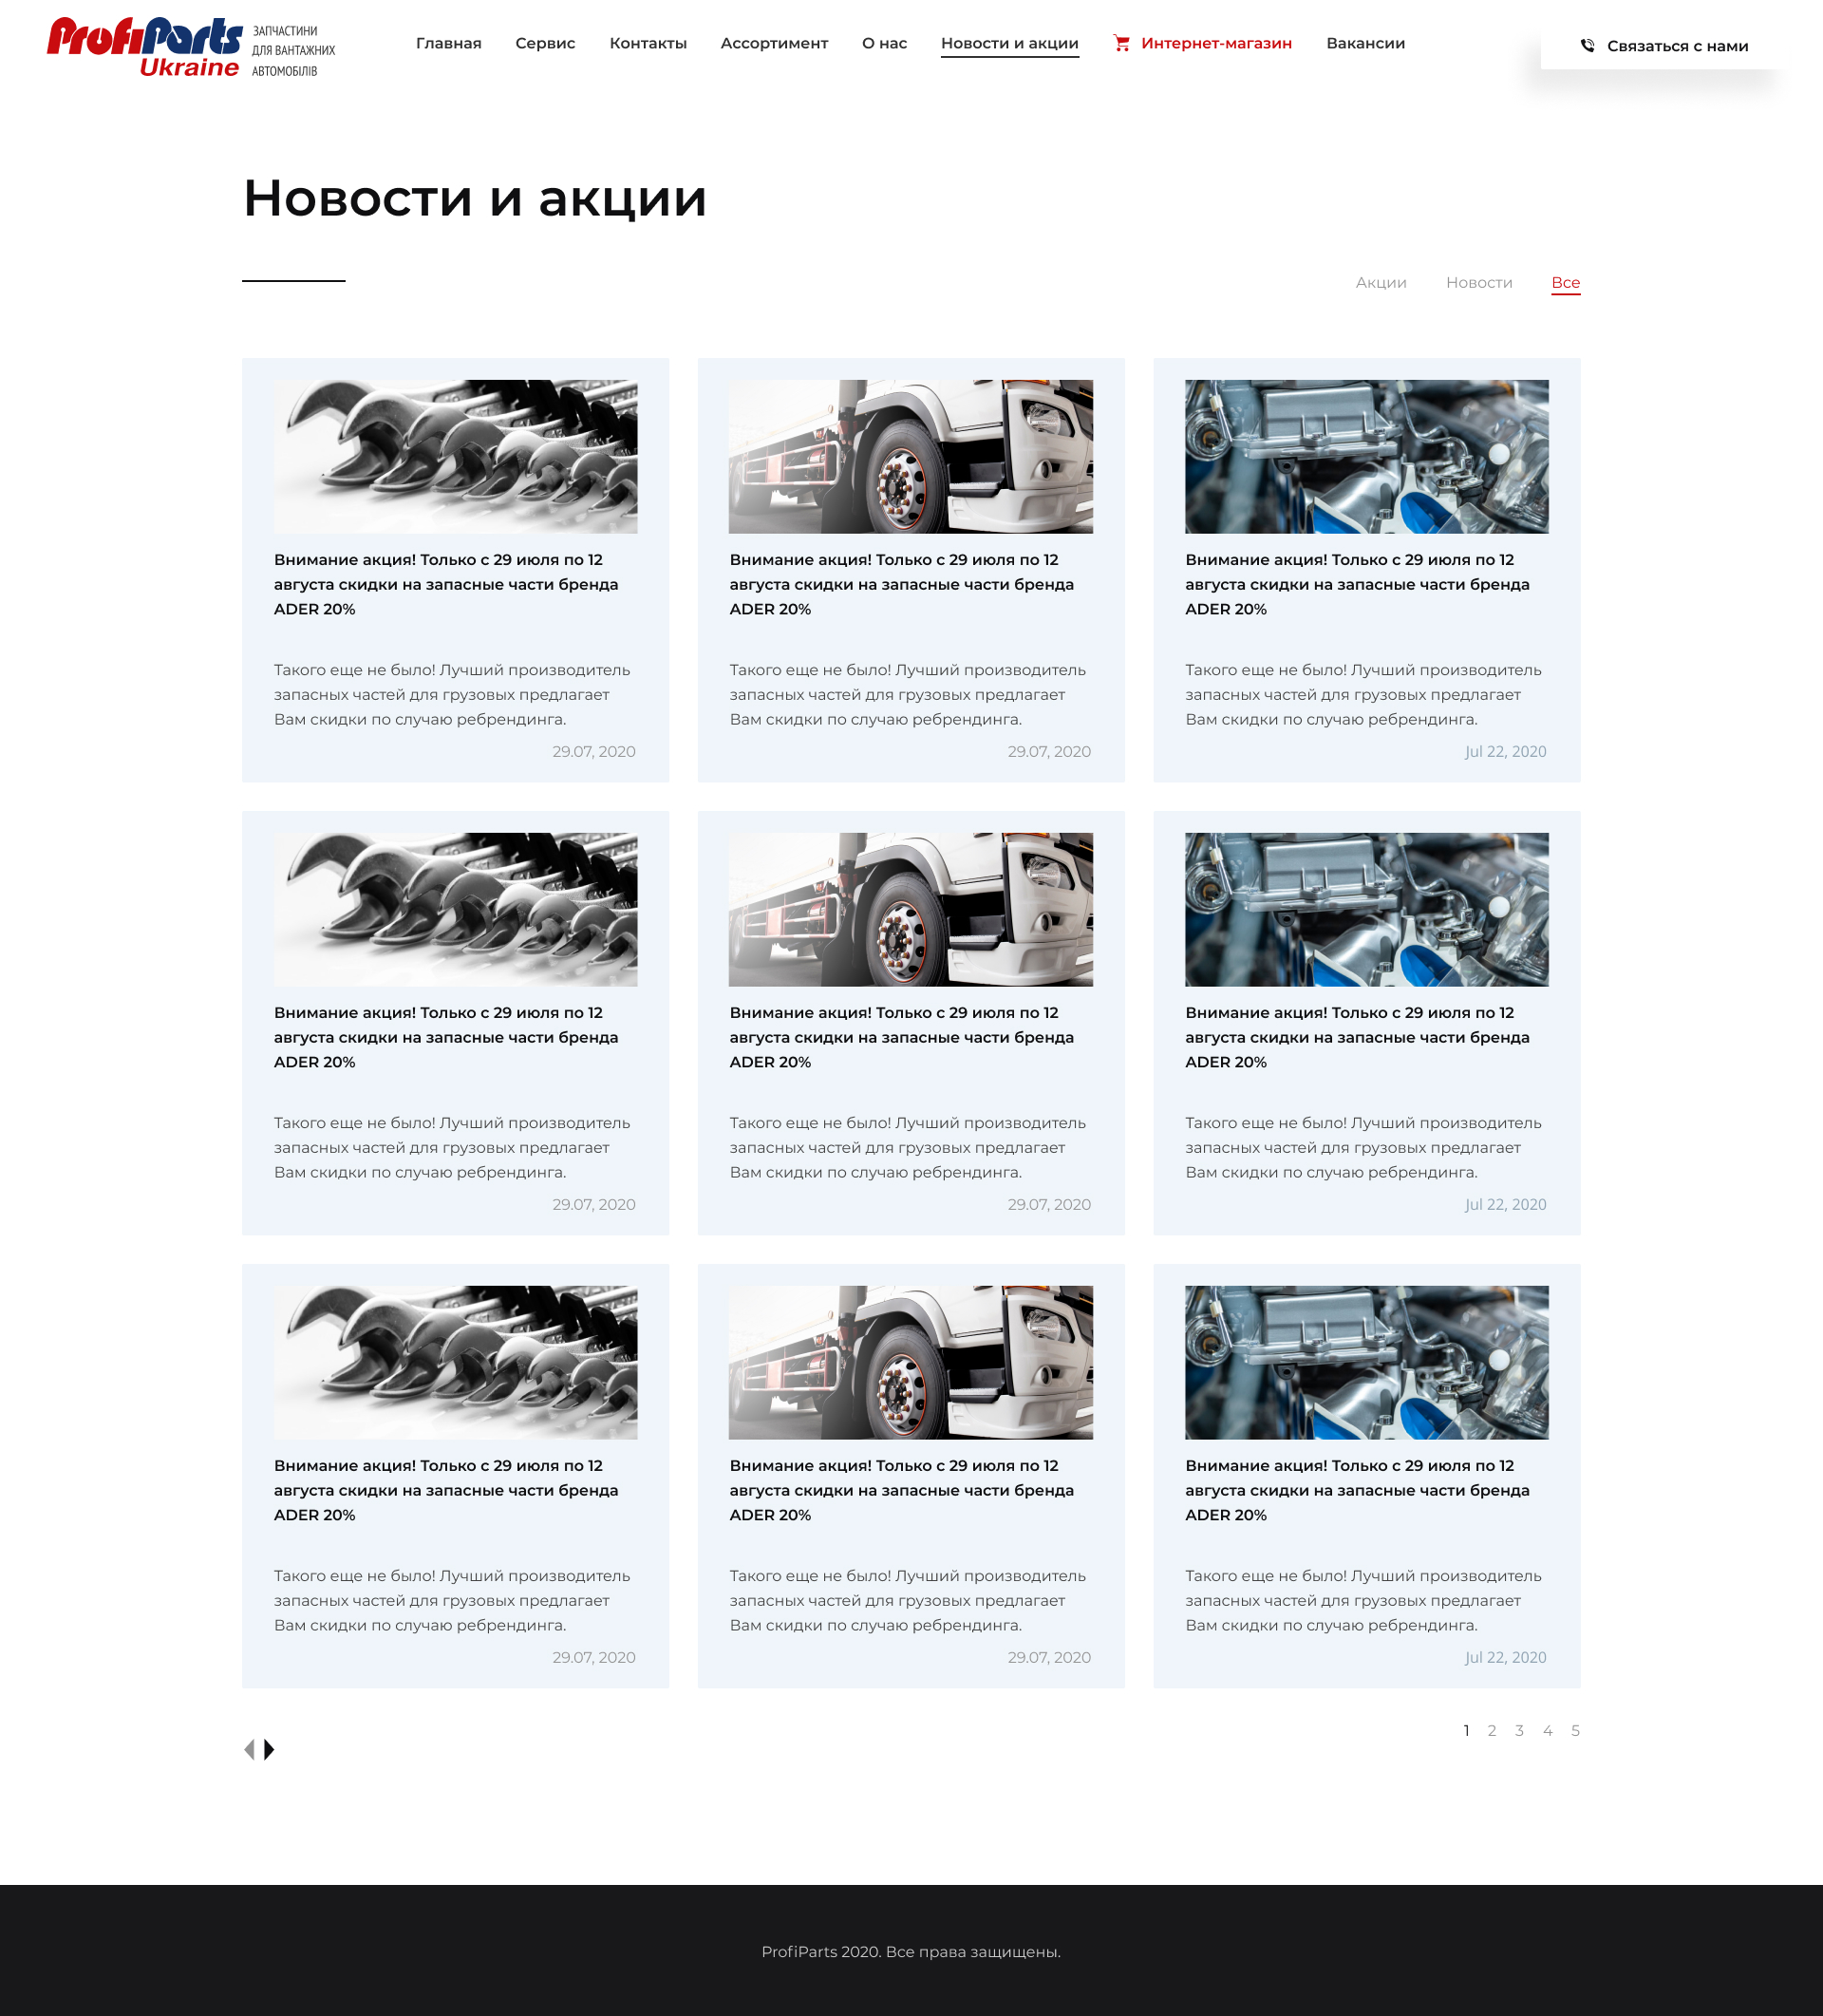 ProfiParts
Ukraine
ЗАПЧАСТИНИ
ДЛЯ ВАНТАЖНИХ
АВТОМОБІЛІВ
Главная Сервис Контакты Ассортимент О нас Новости и акции Интернет-магазин Вакансии
Связаться с нами
Новости и акции
Акции Новости Все
Внимание акция! Только с 29 июля по 12
августа скидки на запасные части бренда
ADER 20%
Такого еще не было! Лучший производитель
запасных частей для грузовых предлагает
Вам скидки по случаю ребрендинга.
29.07, 2020
Внимание акция! Только с 29 июля по 12
августа скидки на запасные части бренда
ADER 20%
Такого еще не было! Лучший производитель
запасных частей для грузовых предлагает
Вам скидки по случаю ребрендинга.
29.07, 2020
Внимание акция! Только с 29 июля по 12
августа скидки на запасные части бренда
ADER 20%
Такого еще не было! Лучший производитель
запасных частей для грузовых предлагает
Вам скидки по случаю ребрендинга.
Jul 22, 2020
Внимание акция! Только с 29 июля по 12
августа скидки на запасные части бренда
ADER 20%
Такого еще не было! Лучший производитель
запасных частей для грузовых предлагает
Вам скидки по случаю ребрендинга.
29.07, 2020
Внимание акция! Только с 29 июля по 12
августа скидки на запасные части бренда
ADER 20%
Такого еще не было! Лучший производитель
запасных частей для грузовых предлагает
Вам скидки по случаю ребрендинга.
29.07, 2020
Внимание акция! Только с 29 июля по 12
августа скидки на запасные части бренда
ADER 20%
Такого еще не было! Лучший производитель
запасных частей для грузовых предлагает
Вам скидки по случаю ребрендинга.
Jul 22, 2020
Внимание акция! Только с 29 июля по 12
августа скидки на запасные части бренда
ADER 20%
Такого еще не было! Лучший производитель
запасных частей для грузовых предлагает
Вам скидки по случаю ребрендинга.
29.07, 2020
Внимание акция! Только с 29 июля по 12
августа скидки на запасные части бренда
ADER 20%
Такого еще не было! Лучший производитель
запасных частей для грузовых предлагает
Вам скидки по случаю ребрендинга.
29.07, 2020
Внимание акция! Только с 29 июля по 12
августа скидки на запасные части бренда
ADER 20%
Такого еще не было! Лучший производитель
запасных частей для грузовых предлагает
Вам скидки по случаю ребрендинга.
Jul 22, 2020
1 2 3 4 5
ProfiParts 2020. Все права защищены.